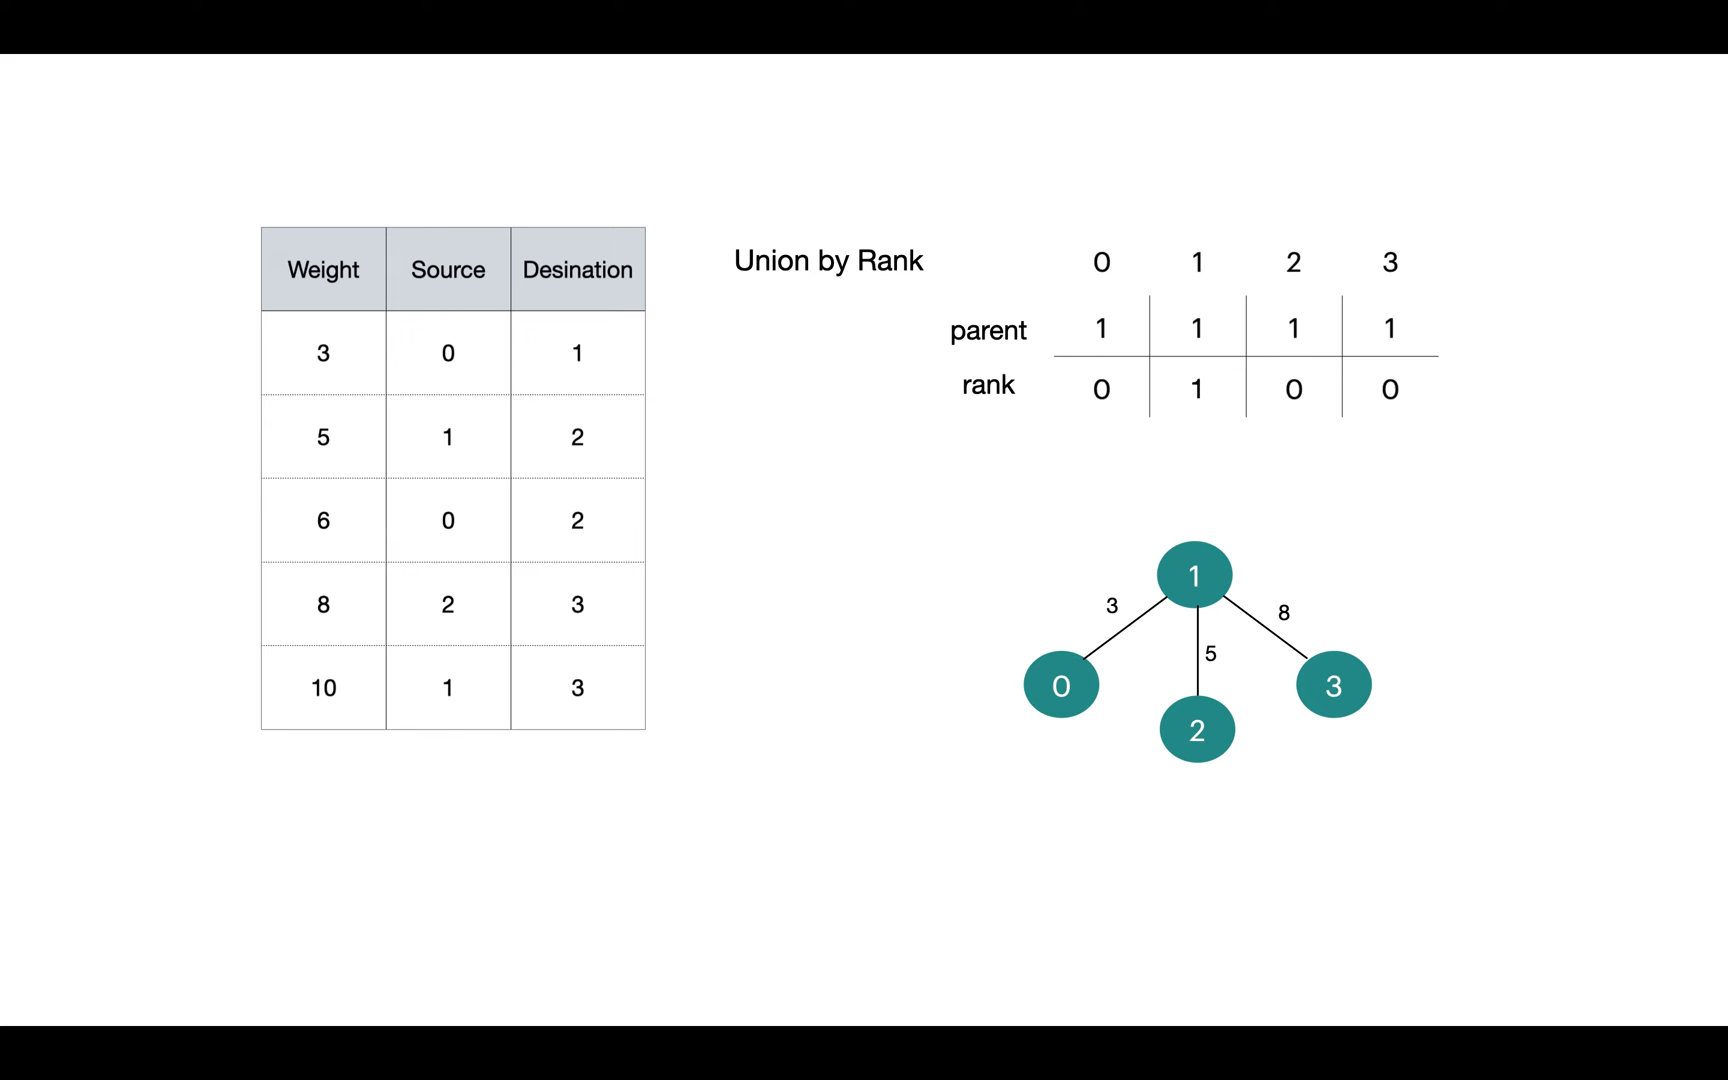 Weight Source Desination
3 0 1
5 1 2
6 0 2
8 2 3
10 1 3
Union by Rank 0 1 2 3
parent 1 1 1 1
rank 0 1 0 0
1
3 8
5
0 3
2